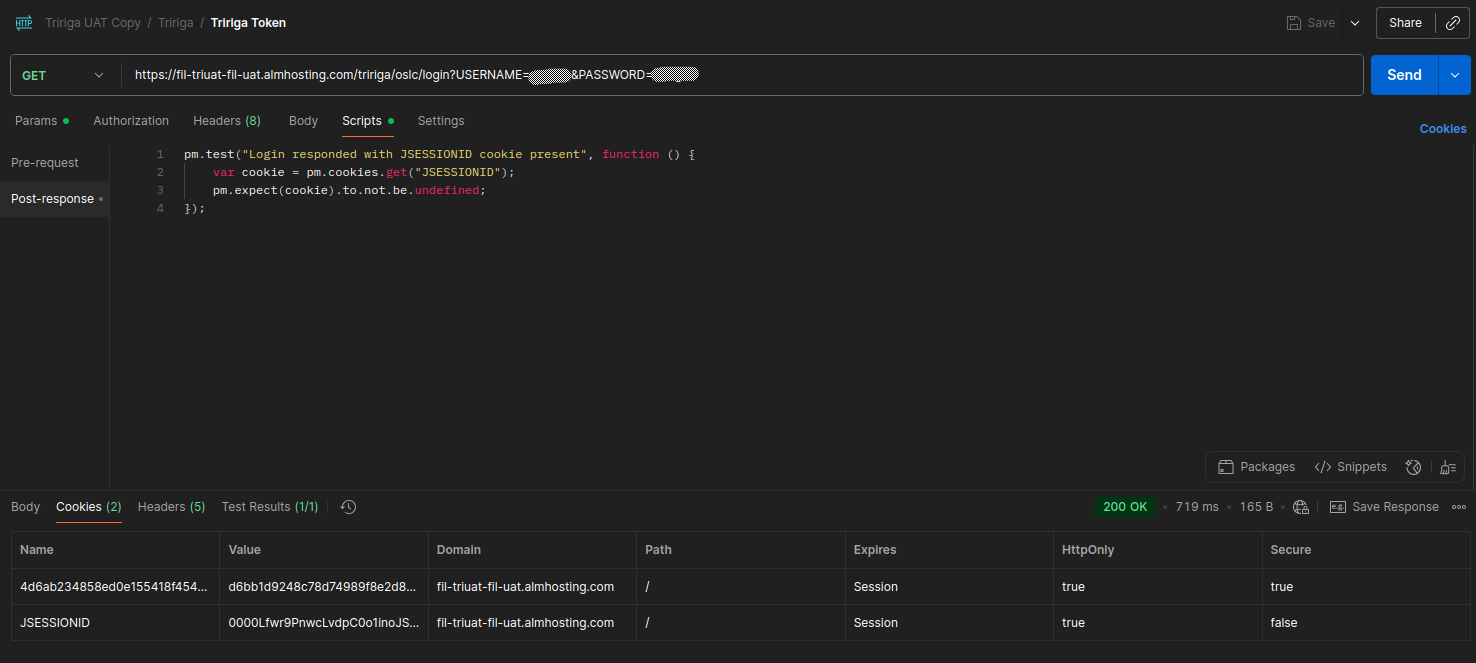 HTTP Tririga UAT Copy / Tririga / Tririga Token Save Share
GET https://fil-triuat-fil-uat.almhosting.com/tririga/oslc/login?USERNAME= &PASSWORD= Send
Params Authorization Headers (8) Body Scripts Settings Cookies
Pre-request
Post-response
1 pm.test("Login responded with JSESSIONID cookie present", function () {
2 var cookie = pm.cookies.get("JSESSIONID");
3 pm.expect(cookie).to.not.be.undefined;
4 });
Packages </> Snippets
Body Cookies (2) Headers (5) Test Results (1/1) 200 OK • 719 ms • 165 B • e.g. Save Response
Name Value Domain Path Expires HttpOnly Secure
4d6ab234858ed0e155418f454... d6bb1d9248c78d74989f8e2d8... fil-triuat-fil-uat.almhosting.com / Session true true
JSESSIONID 0000Lfwr9PnwcLvdpC0o1inoJS... fil-triuat-fil-uat.almhosting.com / Session true false